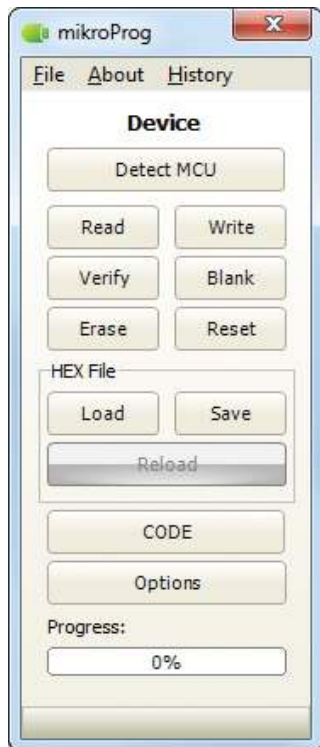 mikroProg
File About History
Device
Detect MCU
Read Write
Verify Blank
Erase Reset
HEX File
Load Save
Reload
CODE
Options
Progress:
0%